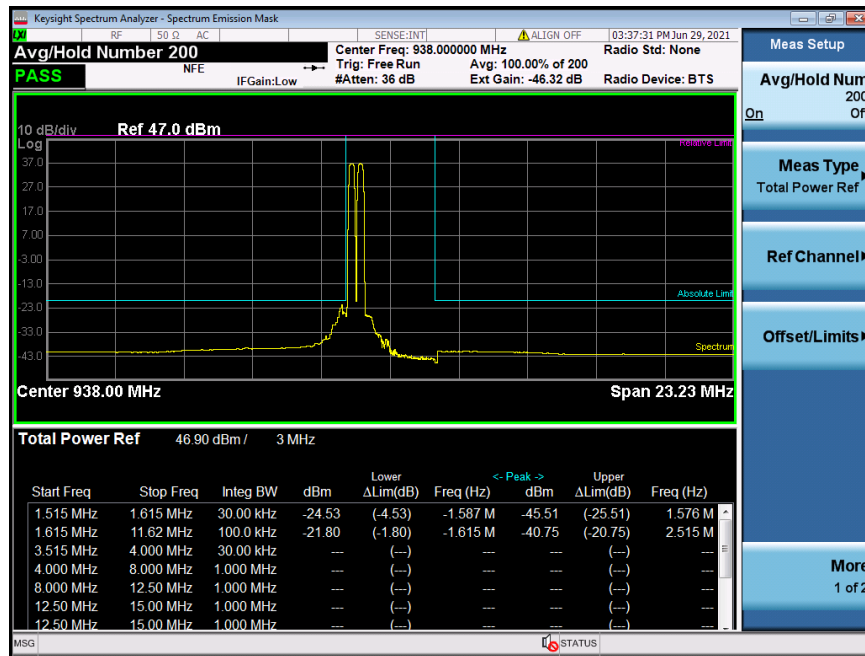 Keysight Spectrum Analyzer - Spectrum Emission Mask
LXI RF 50 Ω AC SENSE:INT ALIGN OFF 03:37:31 PM Jun 29, 2021
Avg/Hold Number 200 Center Freq: 938.000000 MHz Radio Std: None
Trig: Free Run Avg: 100.00% of 200
PASS NFE IFGain:Low #Atten: 36 dB Ext Gain: -46.32 dB Radio Device: BTS
10 dB/div Ref 47.0 dBm
Log
Relative Limit
37.0
27.0
17.0
7.00
-3.00
-13.0
Absolute Limit
-23.0
-33.0
Spectrum
-43.0
Center 938.00 MHz Span 23.23 MHz
Total Power Ref 46.90 dBm / 3 MHz
Lower <- Peak -> Upper
Start Freq Stop Freq Integ BW dBm ΔLim(dB) Freq (Hz) dBm ΔLim(dB) Freq (Hz)
1.515 MHz 1.615 MHz 30.00 kHz -24.53 (-4.53) -1.587 M -45.51 (-25.51) 1.576 M
1.615 MHz 11.62 MHz 100.0 kHz -21.80 (-1.80) -1.615 M -40.75 (-20.75) 2.515 M
3.515 MHz 4.000 MHz 30.00 kHz --- (---) --- --- (---) ---
4.000 MHz 8.000 MHz 1.000 MHz --- (---) --- --- (---) ---
8.000 MHz 12.50 MHz 1.000 MHz --- (---) --- --- (---) ---
12.50 MHz 15.00 MHz 1.000 MHz --- (---) --- --- (---) ---
12.50 MHz 15.00 MHz 1.000 MHz --- (---) --- --- (---) ---
MSG STATUS
Meas Setup
Avg/Hold Num
200
On Of
Meas Type
Total Power Ref
Ref Channel
Offset/Limits
More
1 of 2